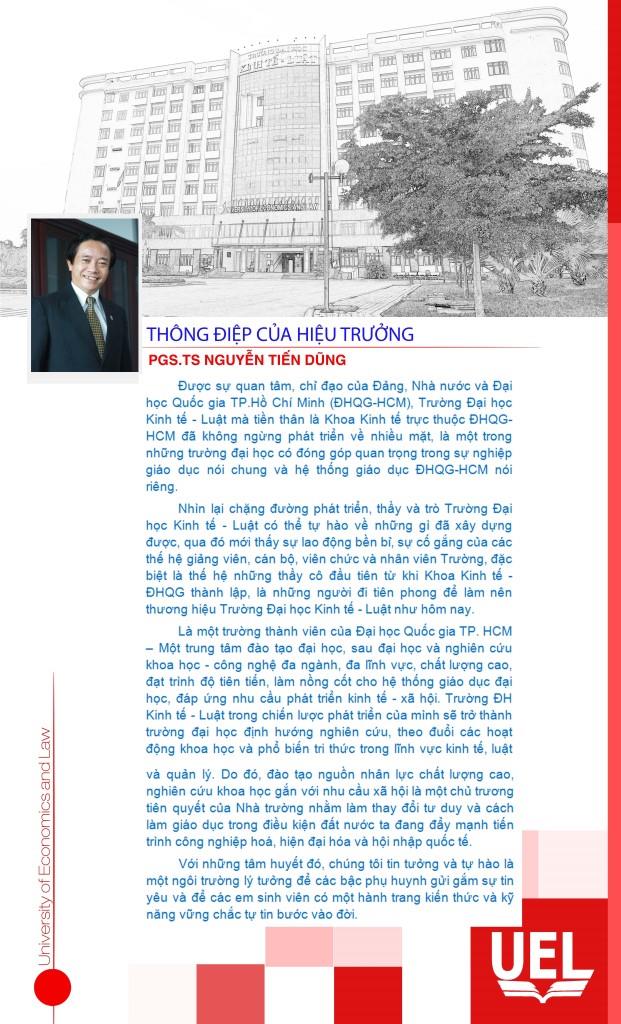 TRƯỜNG ĐẠI HỌC
KINH TẾ - LUẬT
THÔNG ĐIỆP CỦA HIỆU TRƯỞNG
PGS.TS NGUYỄN TIẾN DŨNG
Được sự quan tâm, chỉ đạo của Đảng, Nhà nước và Đại
học Quốc gia TP.Hồ Chí Minh (ĐHQG-HCM), Trường Đại học
Kinh tế - Luật mà tiền thân là Khoa Kinh tế trực thuộc ĐHQG-
HCM đã không ngừng phát triển về nhiều mặt, là một trong
những trường đại học có đóng góp quan trọng trong sự nghiệp
giáo dục nói chung và hệ thống giáo dục ĐHQG-HCM nói
riêng.
Nhìn lại chặng đường phát triển, thầy và trò Trường Đại
học Kinh tế - Luật có thể tự hào về những gì đã xây dựng
được, qua đó mới thấy sự lao động bền bỉ, sự cố gắng của các
thế hệ giảng viên, cán bộ, viên chức và nhân viên Trường, đặc
biệt là thế hệ những thầy cô đầu tiên từ khi Khoa Kinh tế -
ĐHQG thành lập, là những người đi tiên phong để làm nên
thương hiệu Trường Đại học Kinh tế - Luật như hôm nay.
Là một trường thành viên của Đại học Quốc gia TP. HCM
– Một trung tâm đào tạo đại học, sau đại học và nghiên cứu
khoa học - công nghệ đa ngành, đa lĩnh vực, chất lượng cao,
đạt trình độ tiên tiến, làm nồng cốt cho hệ thống giáo dục đại
học, đáp ứng nhu cầu phát triển kinh tế - xã hội. Trường ĐH
Kinh tế - Luật trong chiến lược phát triển của mình sẽ trở thành
trường đại học định hướng nghiên cứu, theo đuổi các hoạt
động khoa học và phổ biến tri thức trong lĩnh vực kinh tế, luật
và quản lý. Do đó, đào tạo nguồn nhân lực chất lượng cao,
nghiên cứu khoa học gắn với nhu cầu xã hội là một chủ trương
tiên quyết của Nhà trường nhằm làm thay đổi tư duy và cách
làm giáo dục trong điều kiện đất nước ta đang đẩy mạnh tiến
trình công nghiệp hoá, hiện đại hóa và hội nhập quốc tế.
Với những tâm huyết đó, chúng tôi tin tưởng và tự hào là
một ngôi trường lý tưởng để các bậc phụ huynh gửi gắm sự tin
yêu và để các em sinh viên có một hành trang kiến thức và kỹ
năng vững chắc tự tin bước vào đời.
University of Economics and Law
UEL